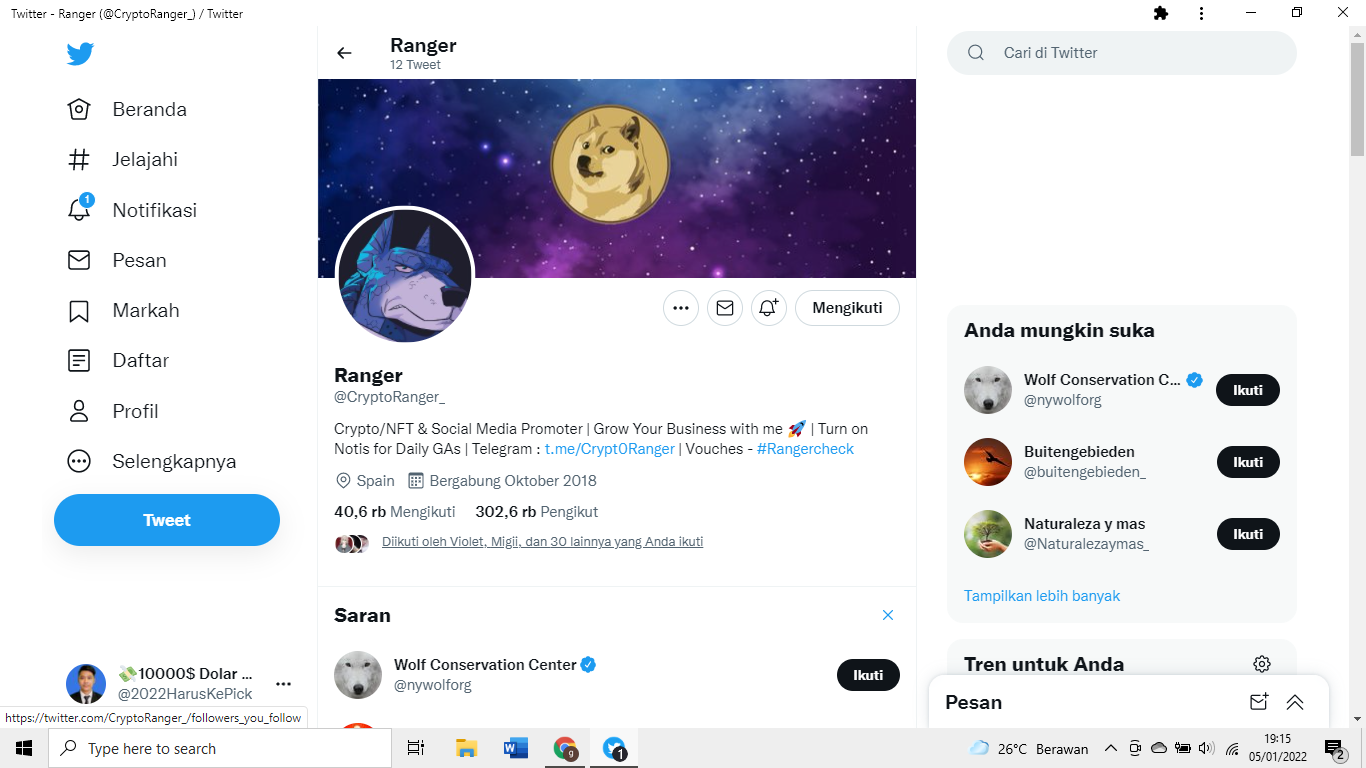 Twitter - Ranger (@CryptoRanger_) / Twitter
Beranda
Jelajahi
1
Notifikasi
Pesan
Markah
Daftar
Profil
Selengkapnya
Tweet
💸10000$ Dolar ...
@2022HarusKePick
https://twitter.com/CryptoRanger_/followers_you_follow
Ranger
12 Tweet
Mengikuti
Ranger
@CryptoRanger_
Crypto/NFT & Social Media Promoter | Grow Your Business with me 🚀 | Turn on
Notis for Daily GAs | Telegram : t.me/Crypt0Ranger | Vouches - #Rangercheck
Spain Bergabung Oktober 2018
40,6 rb Mengikuti 302,6 rb Pengikut
Diikuti oleh Violet, Migii, dan 30 lainnya yang Anda ikuti
Saran
Wolf Conservation Center
@nywolforg
Ikuti
Cari di Twitter
Anda mungkin suka
Wolf Conservation C...
@nywolforg
Ikuti
Buitengebieden
@buitengebieden_
Ikuti
Naturaleza y mas
@Naturalezaymas_
Ikuti
Tampilkan lebih banyak
Tren untuk Anda
Pesan
Type here to search
W
g
1
26°C Berawan
19:15
05/01/2022
2